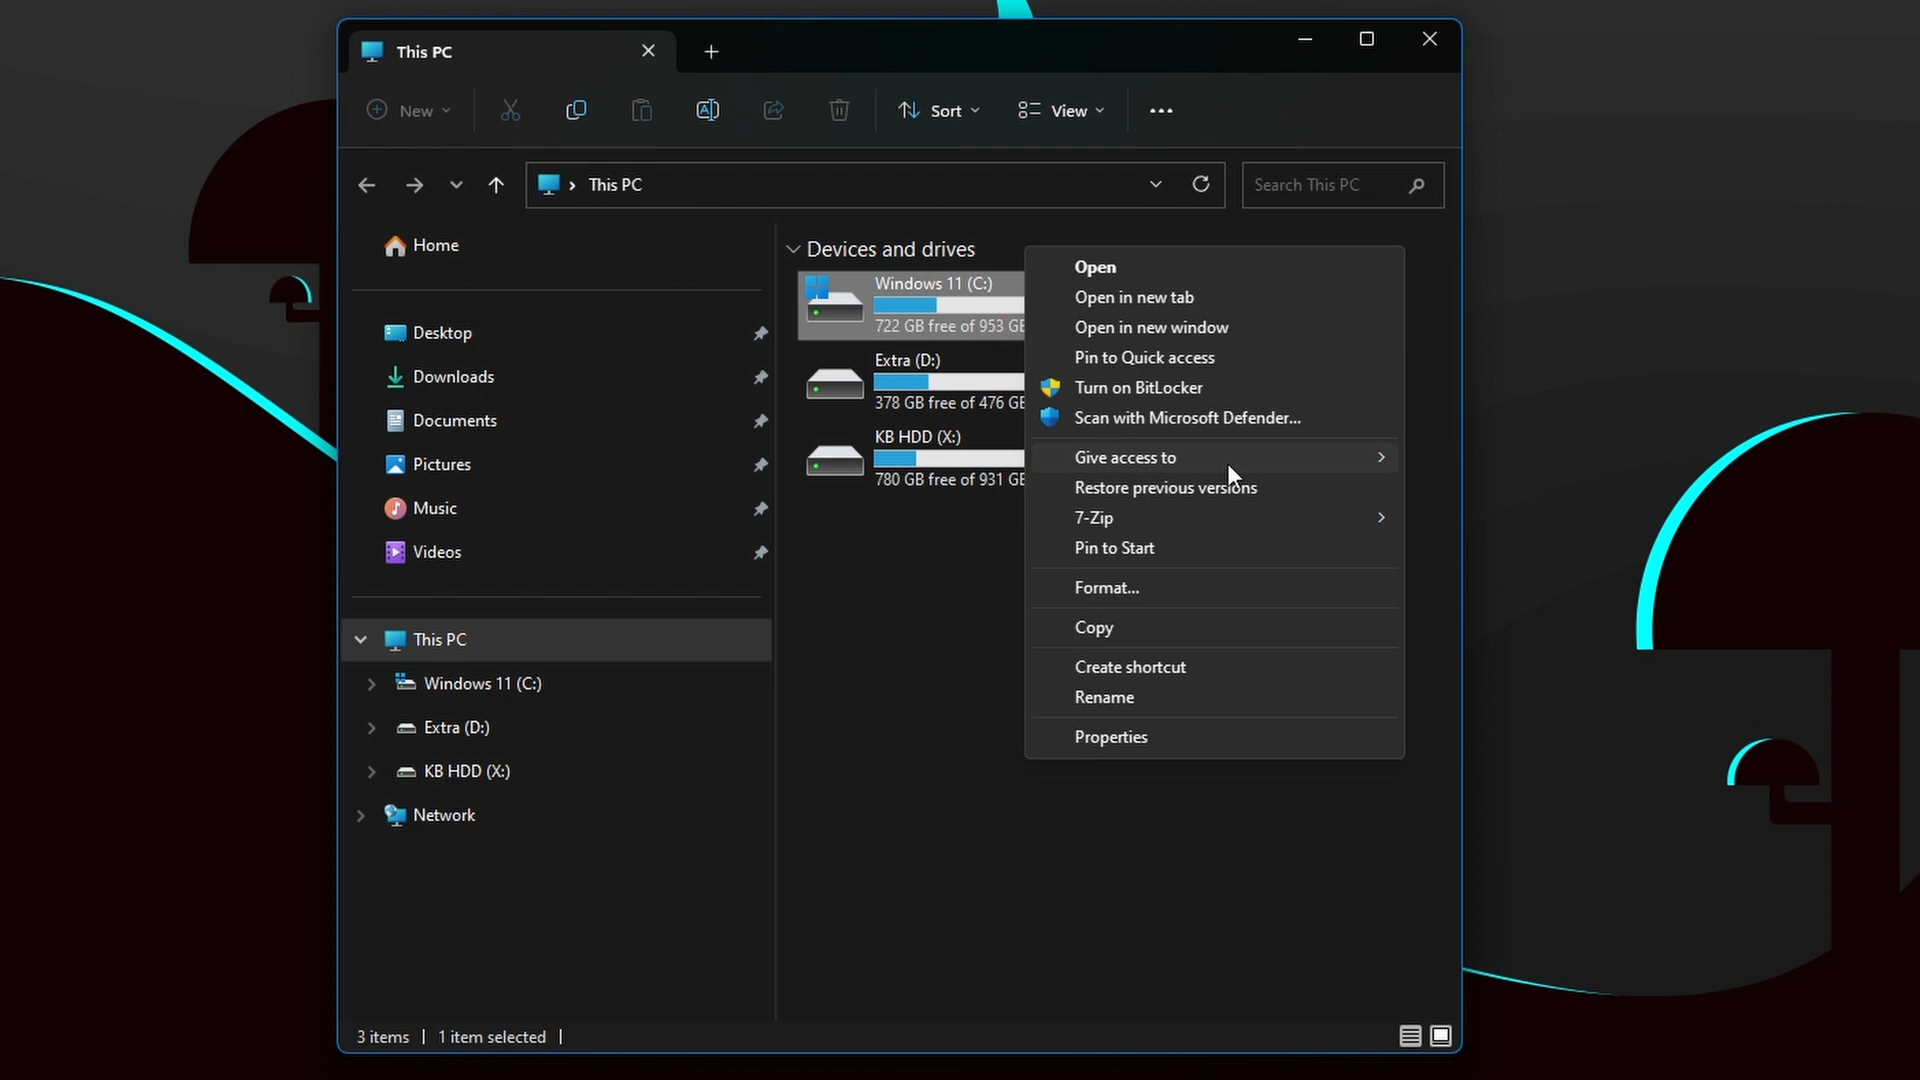 This PC
New
Sort
View
This PC
Search This PC
Home
Desktop
Downloads
Documents
Pictures
Music
Videos
This PC
Windows 11 (C:)
Extra (D:)
KB HDD (X:)
Network
Devices and drives
Windows 11 (C:)
722 GB free of 953 GB
Extra (D:)
378 GB free of 476 GB
KB HDD (X:)
780 GB free of 931 GB
Open
Open in new tab
Open in new window
Pin to Quick access
Turn on BitLocker
Scan with Microsoft Defender...
Give access to
Restore previous versions
7-Zip
Pin to Start
Format...
Copy
Create shortcut
Rename
Properties
3 items
1 item selected